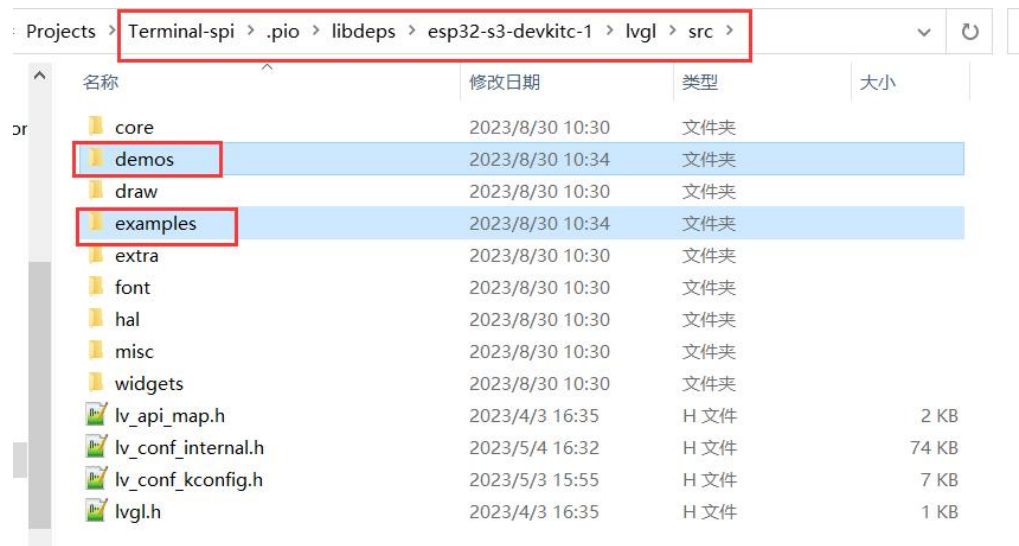 Projects > Terminal-spi > .pio > libdeps > esp32-s3-devkitc-1 > lvgl > src >
名称 修改日期 类型 大小
core 2023/8/30 10:30 文件夹
demos 2023/8/30 10:34 文件夹
draw 2023/8/30 10:30 文件夹
examples 2023/8/30 10:34 文件夹
extra 2023/8/30 10:30 文件夹
font 2023/8/30 10:30 文件夹
hal 2023/8/30 10:30 文件夹
misc 2023/8/30 10:30 文件夹
widgets 2023/8/30 10:30 文件夹
lv_api_map.h 2023/4/3 16:35 H 文件 2 KB
lv_conf_internal.h 2023/5/4 16:32 H 文件 74 KB
lv_conf_kconfig.h 2023/5/3 15:55 H 文件 7 KB
lvgl.h 2023/4/3 16:35 H 文件 1 KB